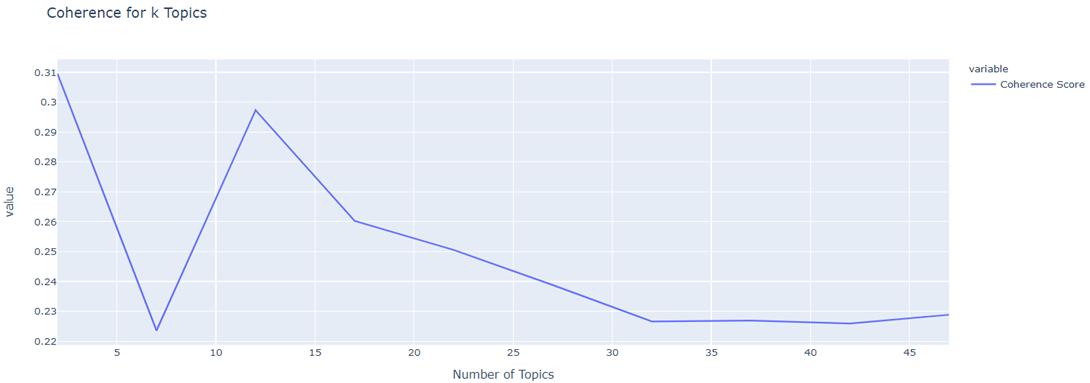 Coherence for k Topics
variable
Coherence Score
value
0.31
0.3
0.29
0.28
0.27
0.26
0.25
0.24
0.23
0.22
5 10 15 20 25 30 35 40 45
Number of Topics